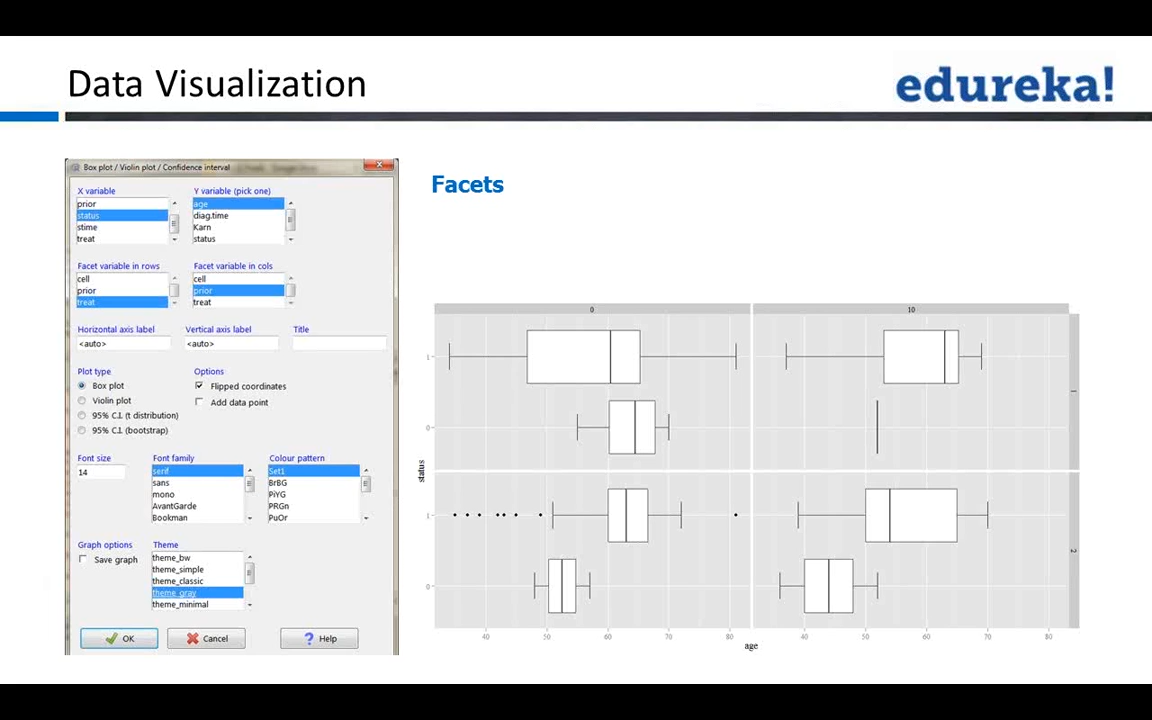 Data Visualization
edureka!
Box plot / Violin plot / Confidence interval
X variable
Y variable (pick one)
prior
status
stime
treat
age
diag.time
Karn
status
Facet variable in rows
Facet variable in cols
cell
prior
treat
cell
prior
treat
Horizontal axis label
Vertical axis label
Title
<auto>
<auto>
Plot type
Options
Box plot
Flipped coordinates
Violin plot
Add data point
95% C.I. (t distribution)
95% C.I. (bootstrap)
Font size
Font family
Colour pattern
14
serif
sans
mono
AvantGarde
Bookman
Set1
BrBG
PiYG
PRGn
PuOr
Graph options
Theme
Save graph
theme_bw
theme_simple
theme_classic
theme_gray
theme_minimal
OK
Cancel
Help
Facets
0
10
1
0
1
1
0
2
status
40
50
60
70
80
40
50
60
70
80
age